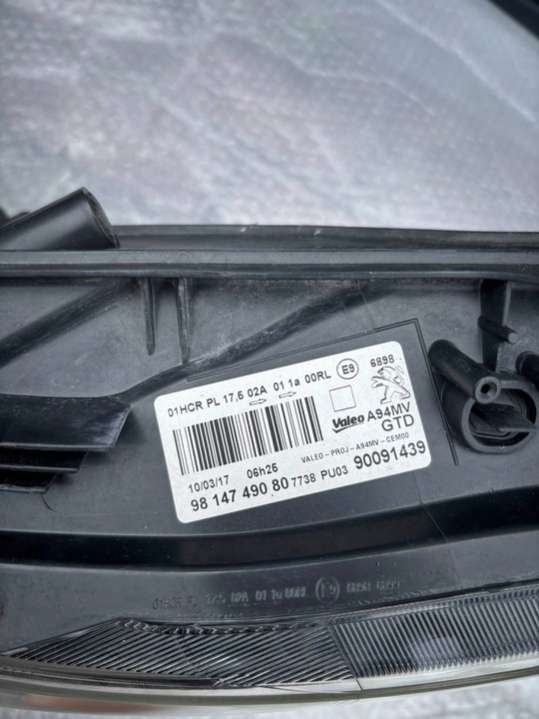 01HCR PL 17.5 02A 01 1a 00RL E9 6898
Valeo A94MV
GTD
10/03/17 06h25 VALEO-PROJ-A94MV-CEM00
98 147 490 80 7738 PU03 90091439